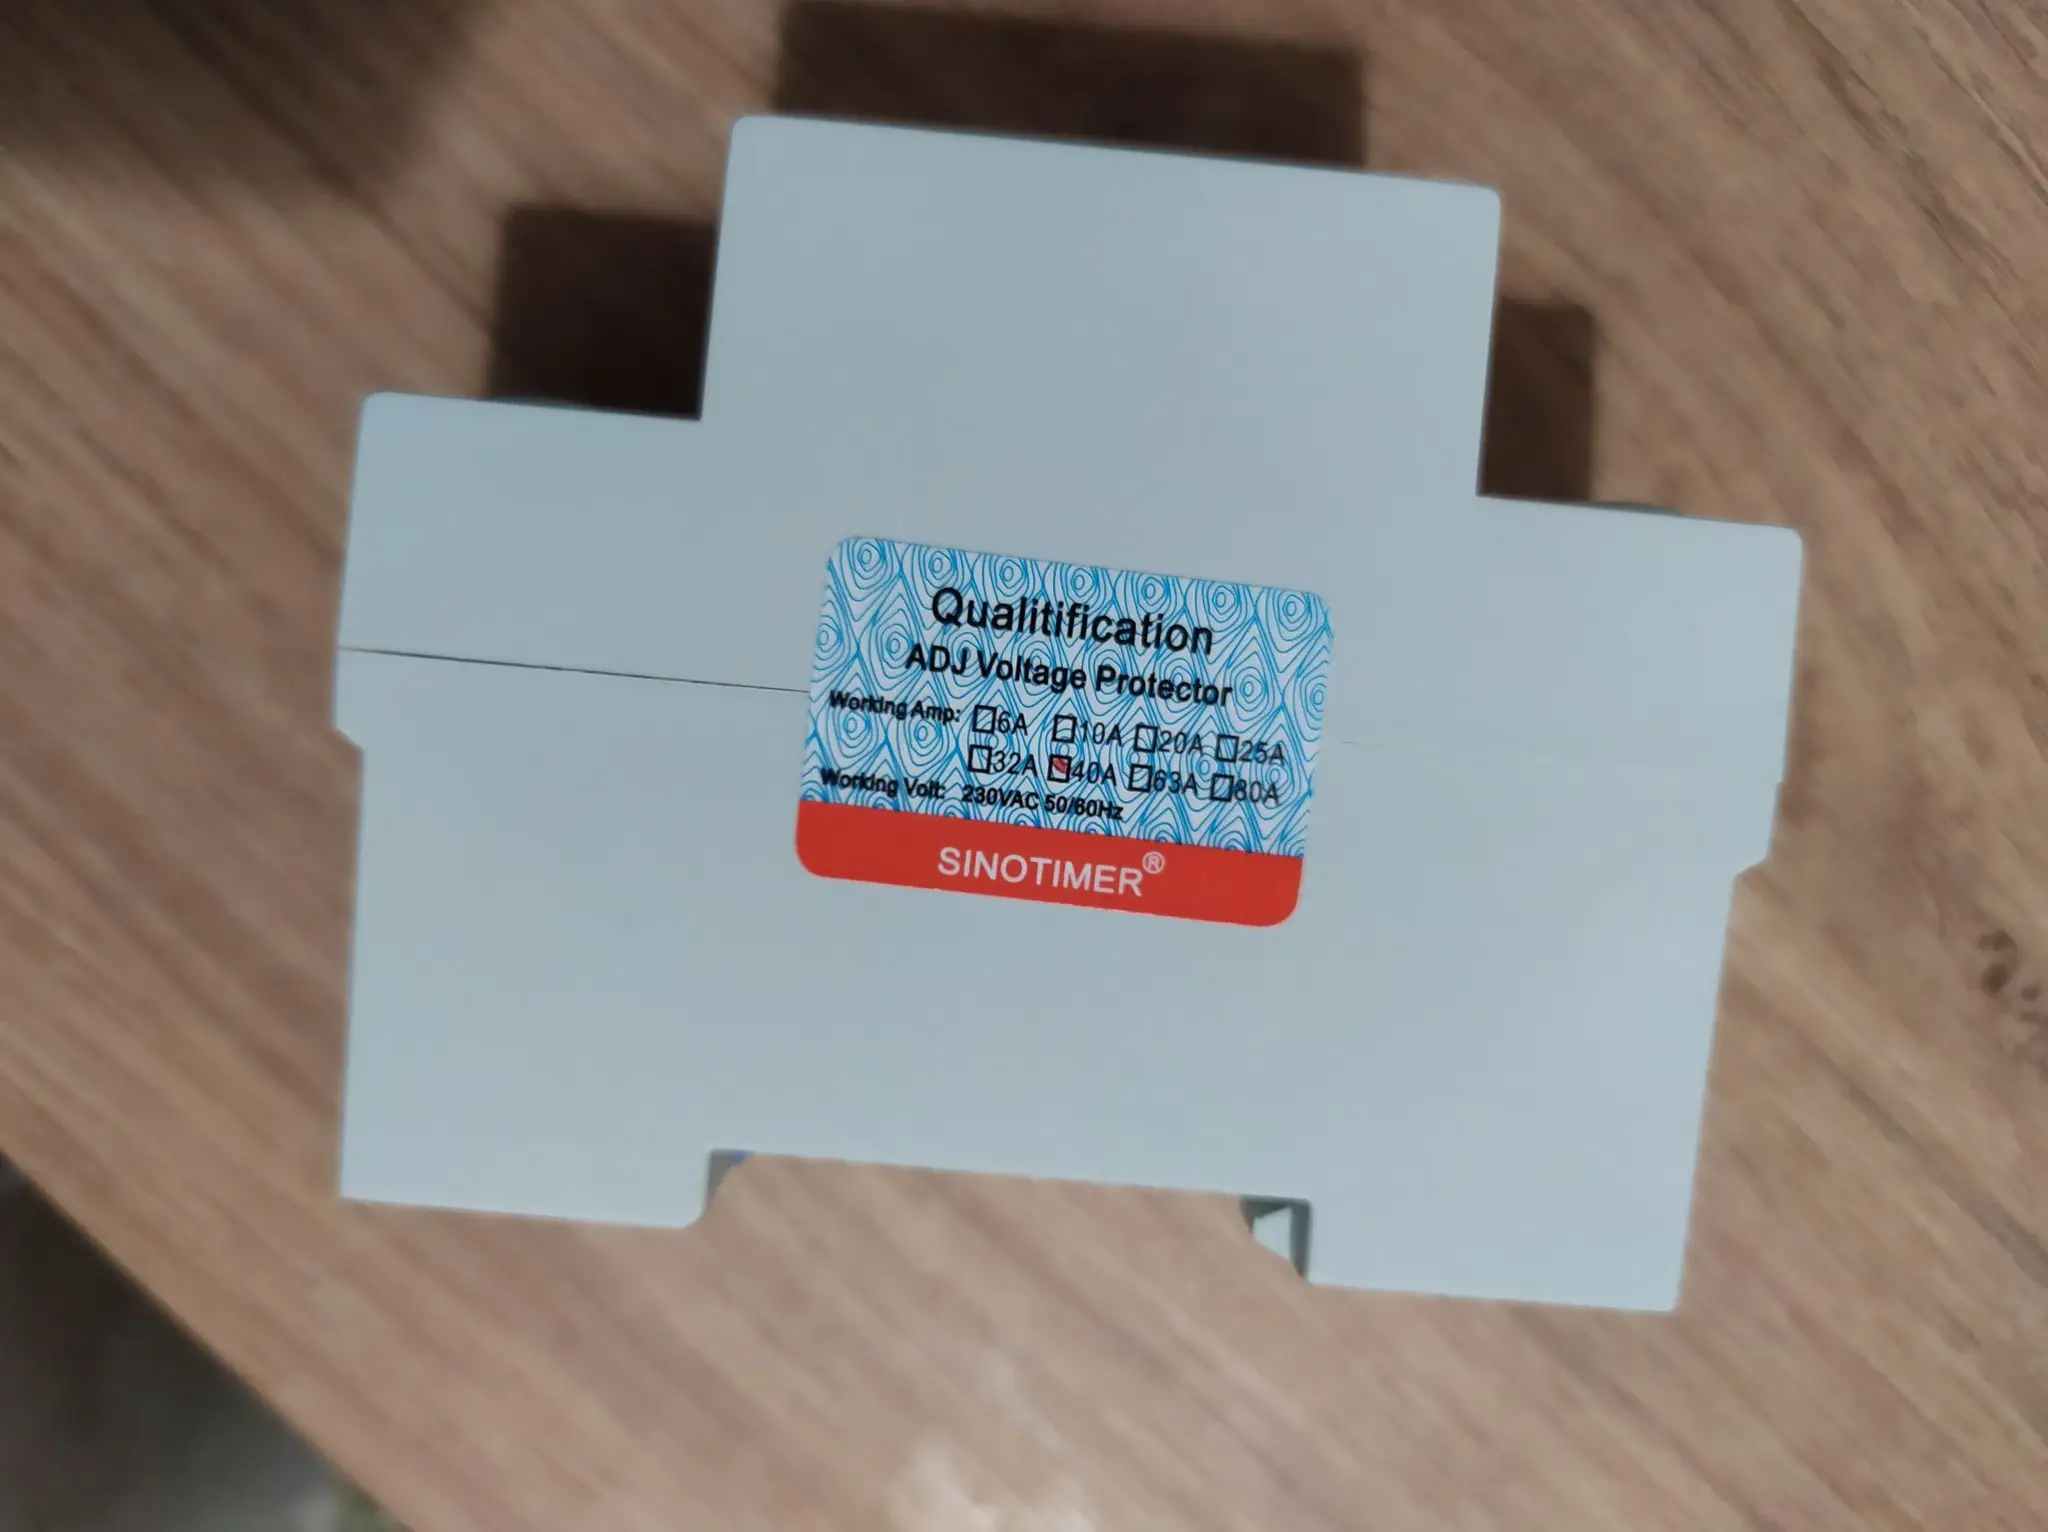 Qualitification
ADJ Voltage Protector
Working Amp: 6A 10A 20A 25A
32A 40A 63A 80A
Working Volt: 230VAC 50/60Hz
SINOTIMER®